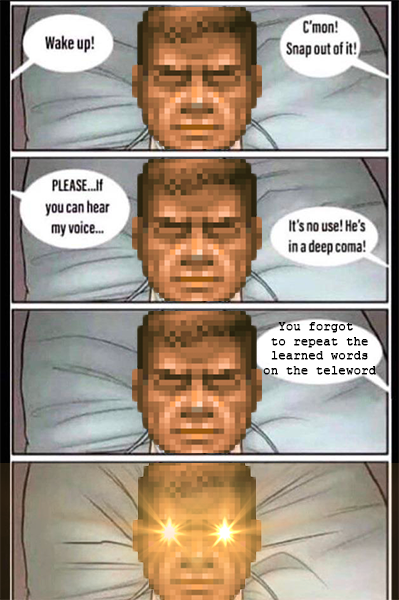 Wake up!
C'mon!
Snap out of it!
PLEASE...If
you can hear
my voice...
It's no use! He's
in a deep coma!
You forgot
to repeat the
learned words
on the teleword